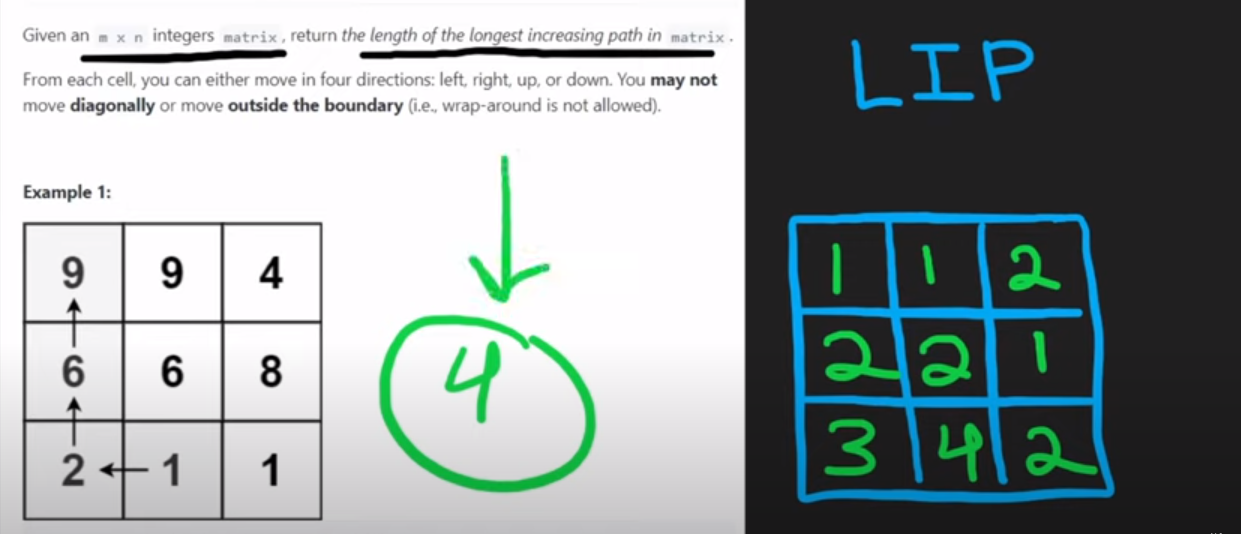 Given an m x n integers matrix, return the length of the longest increasing path in matrix.
From each cell, you can either move in four directions: left, right, up, or down. You may not
move diagonally or move outside the boundary (i.e., wrap-around is not allowed).
Example 1:
9 9 4
6 6 8
2 1 1
4
LIP
1 1 2
2 2 1
3 4 2